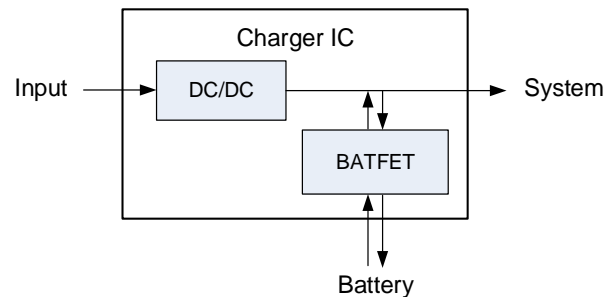 Charger IC
Input
DC/DC
System
BATFET
Battery